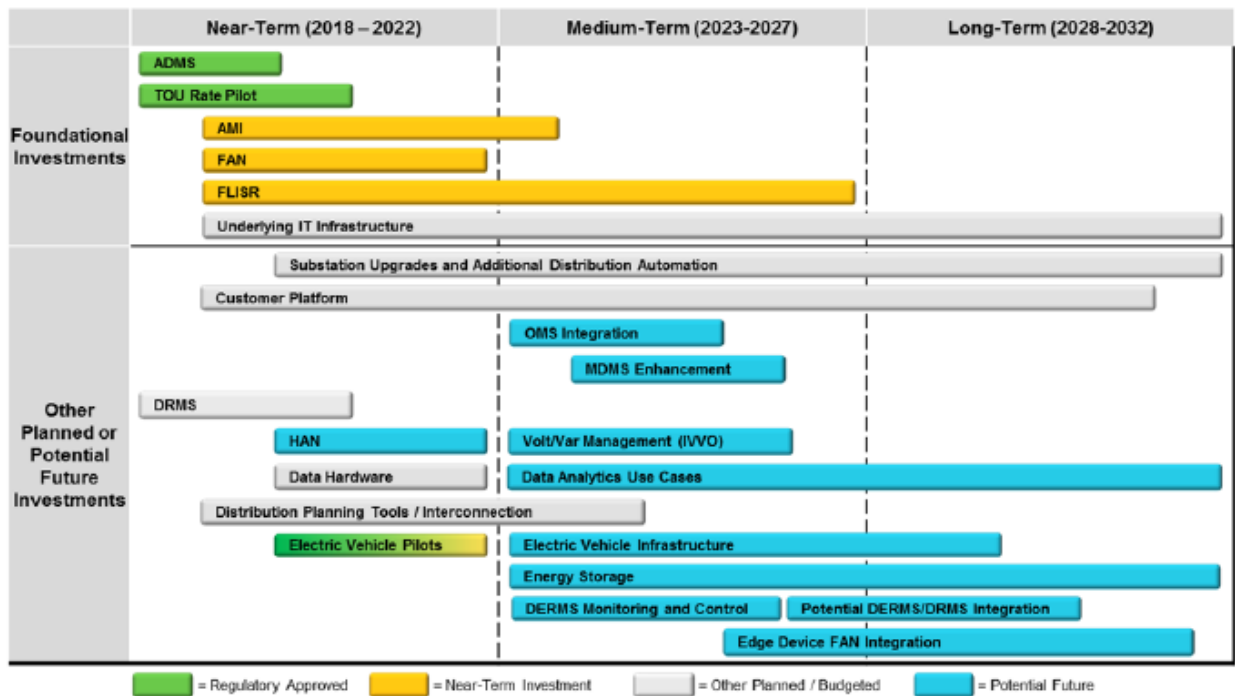 Near-Term (2018 – 2022)
Medium-Term (2023-2027)
Long-Term (2028-2032)
Foundational
Investments
ADMS
TOU Rate Pilot
AMI
FAN
FLISR
Underlying IT Infrastructure
Other
Planned or
Potential
Future
Investments
Substation Upgrades and Additional Distribution Automation
Customer Platform
OMS Integration
MDMS Enhancement
DRMS
HAN
Volt/Var Management (IVVO)
Data Hardware
Data Analytics Use Cases
Distribution Planning Tools / Interconnection
Electric Vehicle Pilots
Electric Vehicle Infrastructure
Energy Storage
DERMS Monitoring and Control
Potential DERMS/DRMS Integration
Edge Device FAN Integration
= Regulatory Approved
= Near-Term Investment
= Other Planned / Budgeted
= Potential Future